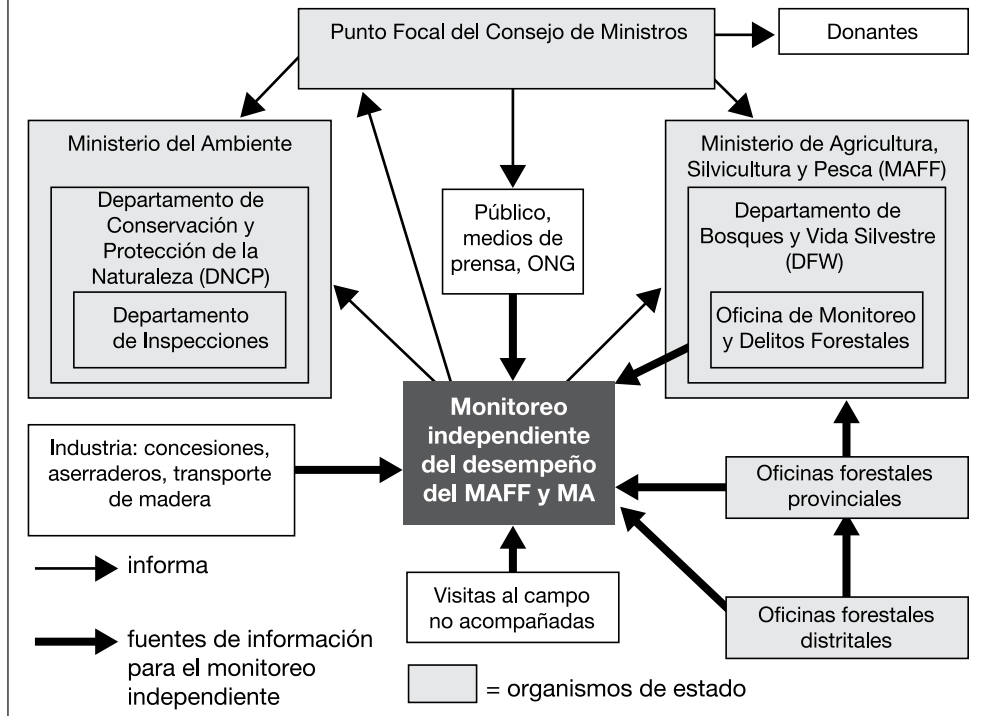 Punto Focal del Consejo de Ministros
Donantes
Ministerio del Ambiente
Departamento de
Conservación y
Protección de la
Naturaleza (DNCP)
Departamento
de Inspecciones
Público,
medios de
prensa, ONG
Ministerio de Agricultura,
Silvicultura y Pesca (MAFF)
Departamento de
Bosques y Vida Silvestre
(DFW)
Oficina de Monitoreo
y Delitos Forestales
Monitoreo
independiente
del desempeño
del MAFF y MA
Industria: concesiones,
aserraderos, transporte
de madera
Oficinas forestales
provinciales
informa
Visitas al campo
no acompañadas
Oficinas forestales
distritales
fuentes de información
para el monitoreo
independiente
= organismos de estado